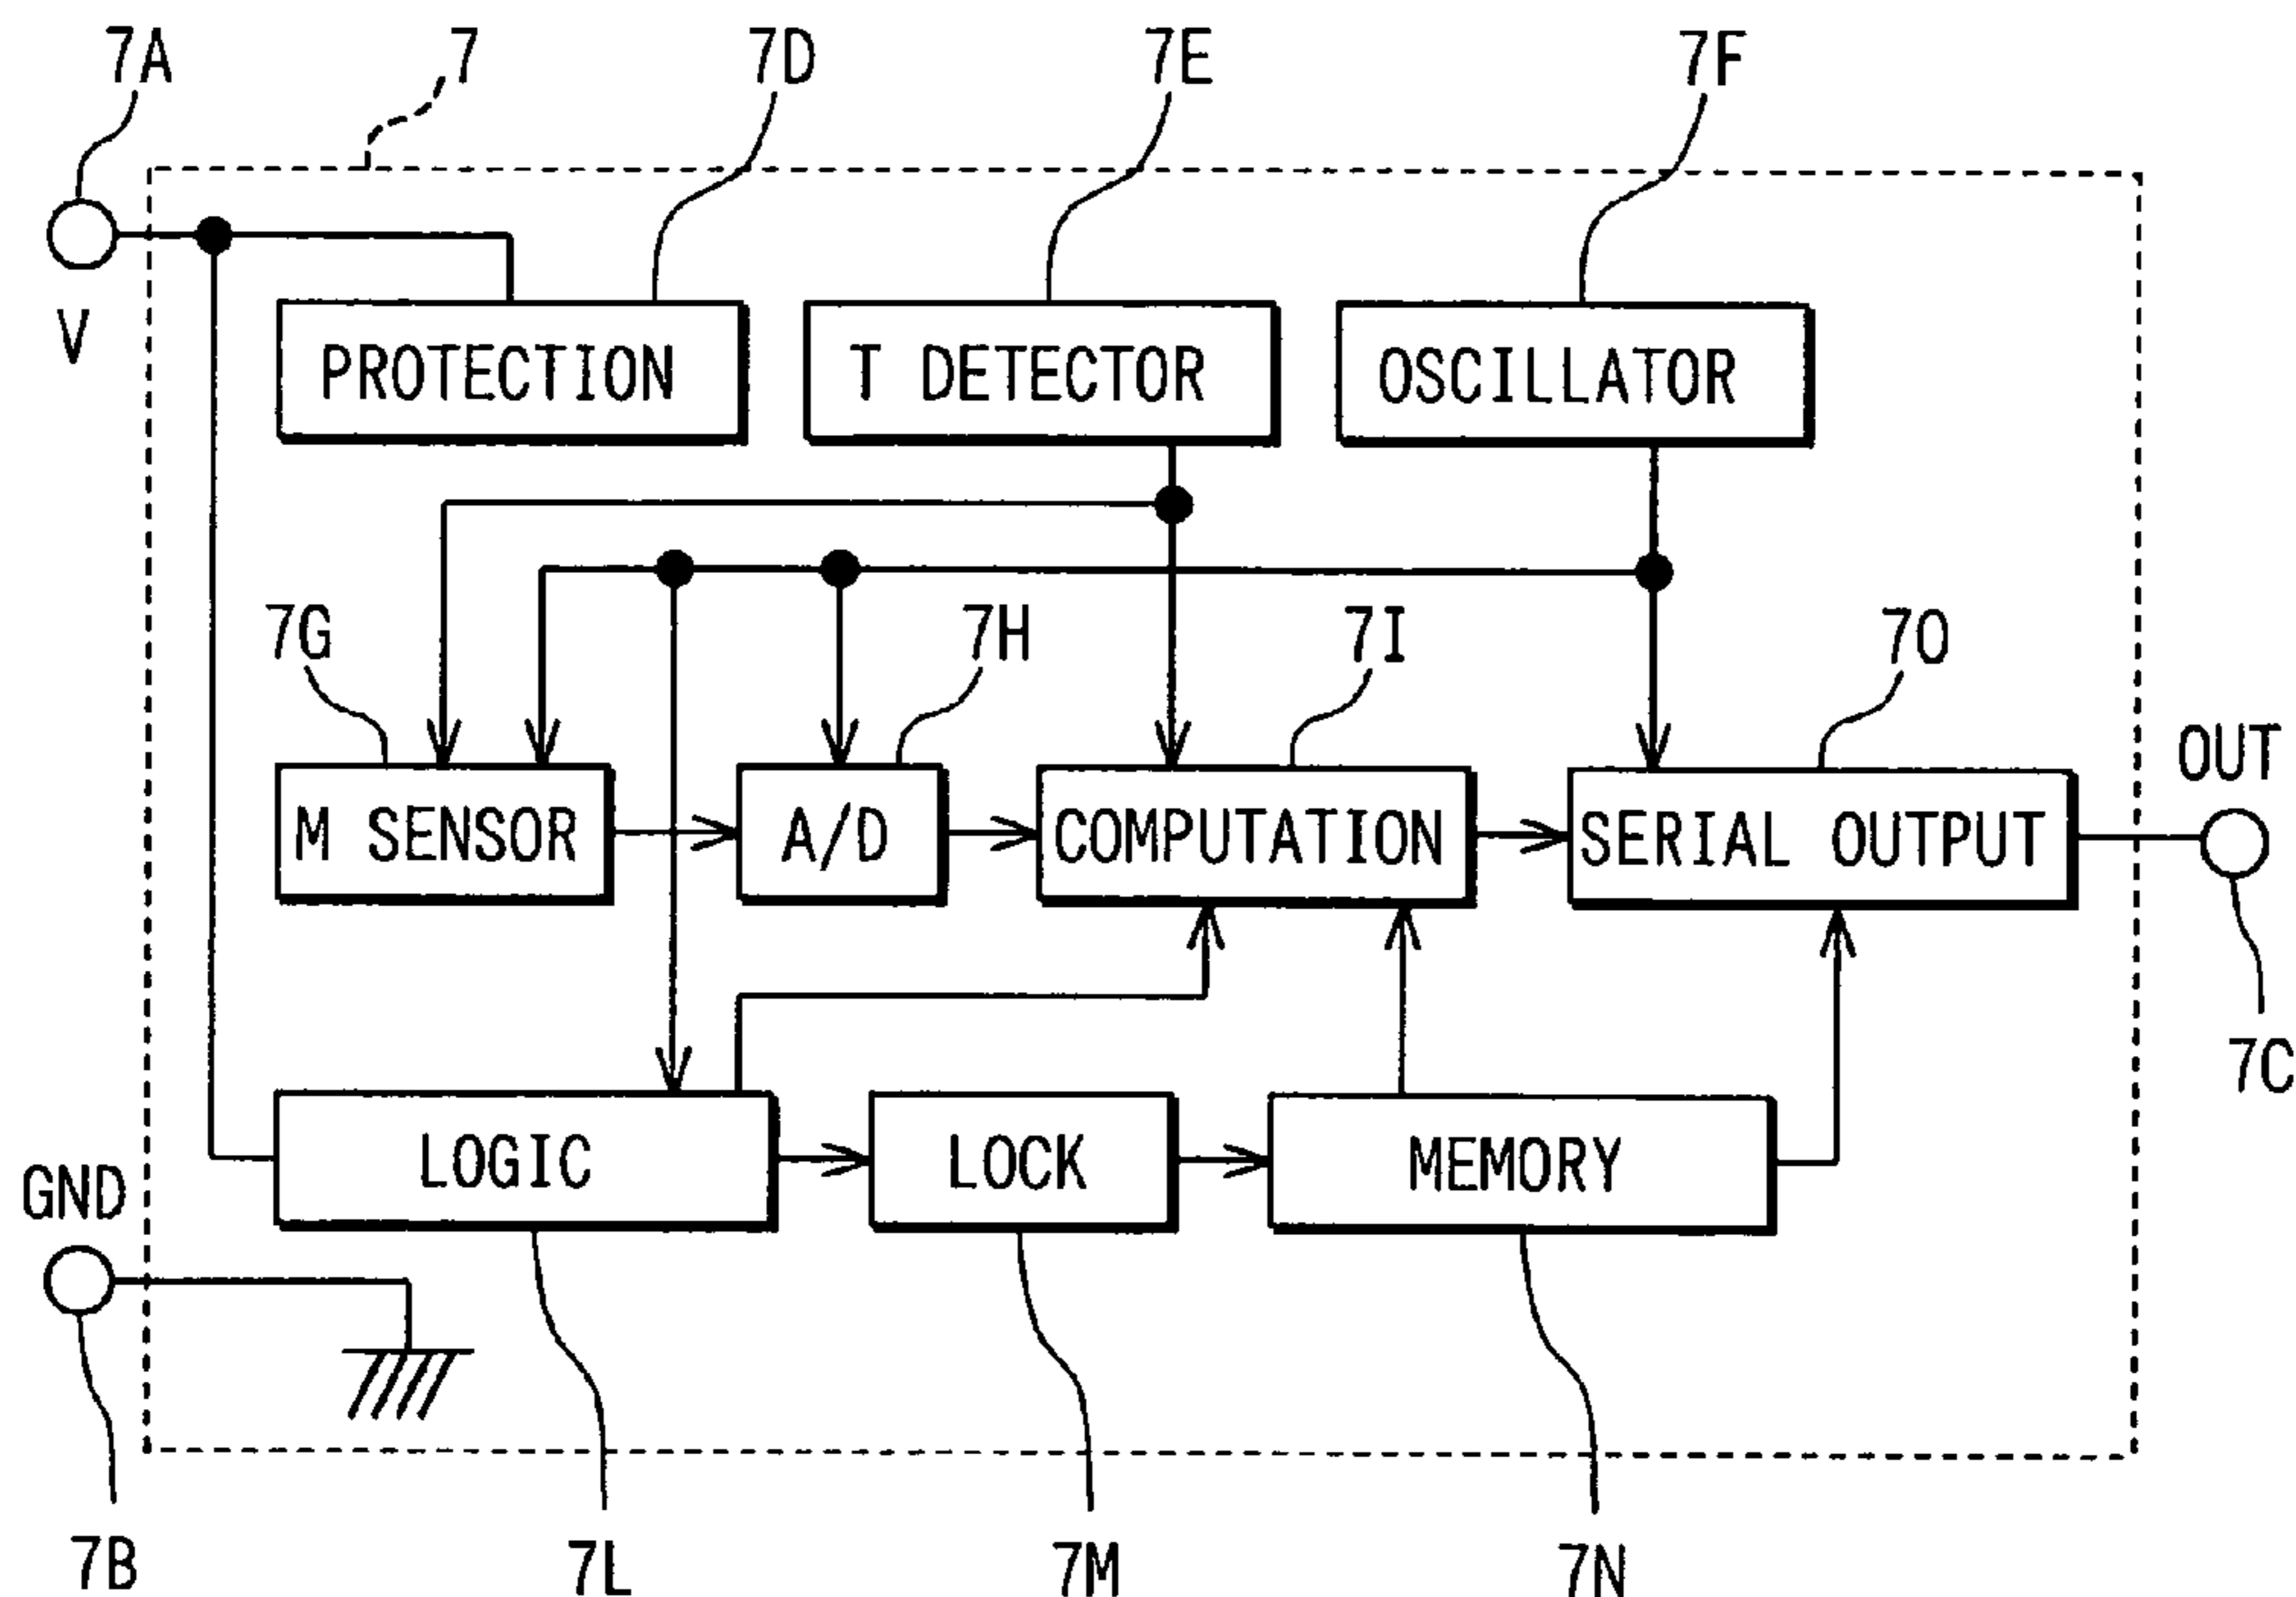 7A
7
7D
7E
7F
V
PROTECTION
T DETECTOR
OSCILLATOR
7G
7H
7I
7O
OUT
M SENSOR
A/D
COMPUTATION
SERIAL OUTPUT
7C
GND
LOGIC
LOCK
MEMORY
7B
7L
7M
7N